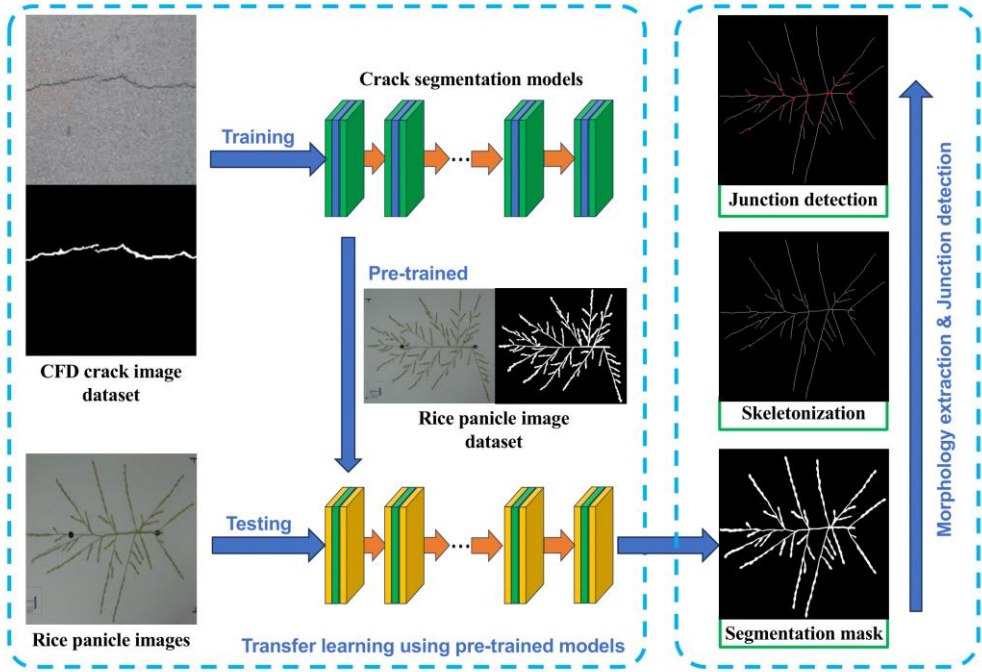 Crack segmentation models
Training
CFD crack image
dataset
Pre-trained
Rice panicle image
dataset
Testing
Rice panicle images
Transfer learning using pre-trained models
Junction detection
Skeletonization
Segmentation mask
Morphology extraction & Junction detection